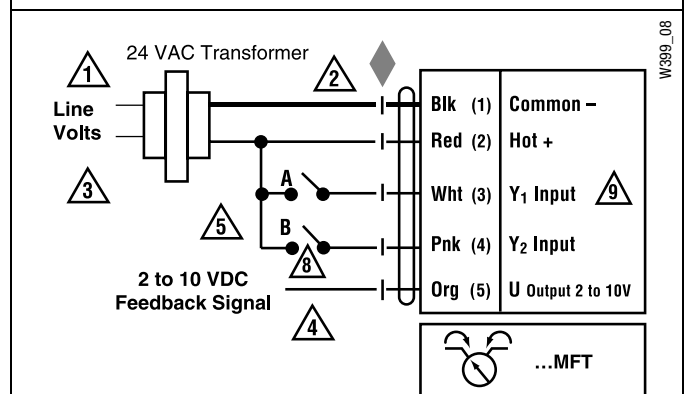 W399_08
24 VAC Transformer
1
2
Line
Volts
3
Blk (1) Common –
Red (2) Hot +
A
Wht (3) Y₁ Input 9
5
B
Pnk (4) Y₂ Input
8
2 to 10 VDC
Feedback Signal
Org (5) U Output 2 to 10V
4
...MFT